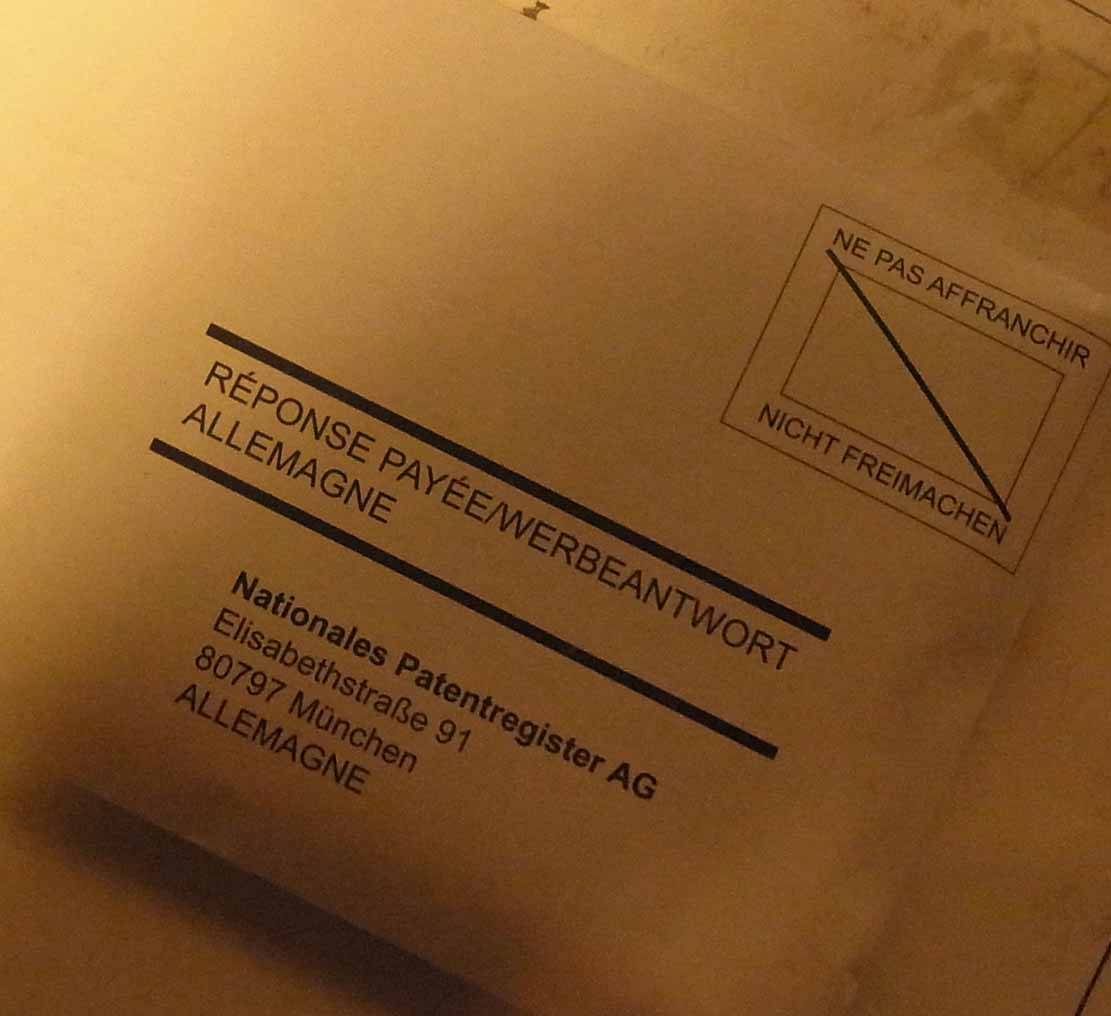 NE PAS AFFRANCHIR
NICHT FREIMACHEN
RÉPONSE PAYÉE/WERBEANTWORT
ALLEMAGNE
Nationales Patentregister AG
Elisabethstraße 91
80797 München
ALLEMAGNE